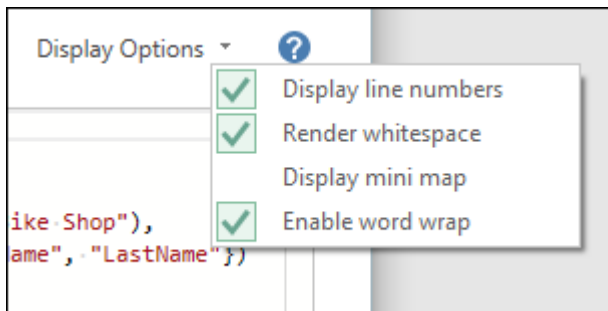 Display Options
?
Display line numbers
Render whitespace
Display mini map
Enable word wrap
ike·Shop"),
ame",·"LastName"})